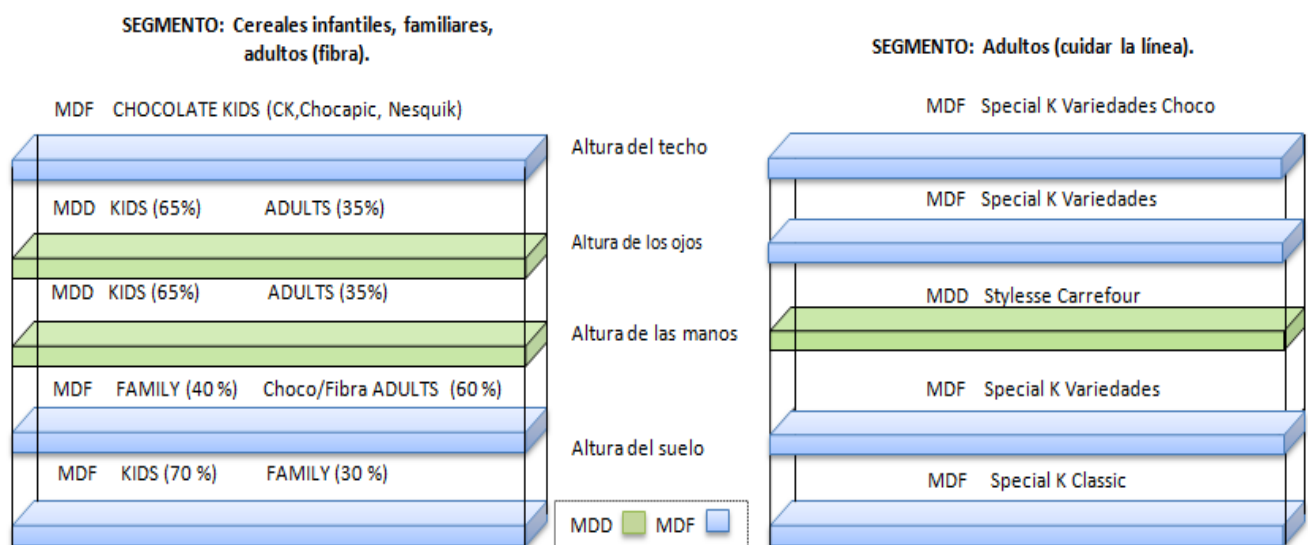 SEGMENTO: Cereales infantiles, familiares,
adultos (fibra).
MDF CHOCOLATE KIDS (CK,Chocapic, Nesquik)
MDD KIDS (65%) ADULTS (35%)
MDD KIDS (65%) ADULTS (35%)
MDF FAMILY (40 %) Choco/Fibra ADULTS (60 %)
MDF KIDS (70 %) FAMILY (30 %)
Altura del techo
Altura de los ojos
Altura de las manos
Altura del suelo
MDD MDF
SEGMENTO: Adultos (cuidar la línea).
MDF Special K Variedades Choco
MDF Special K Variedades
MDD Stylesse Carrefour
MDF Special K Variedades
MDF Special K Classic